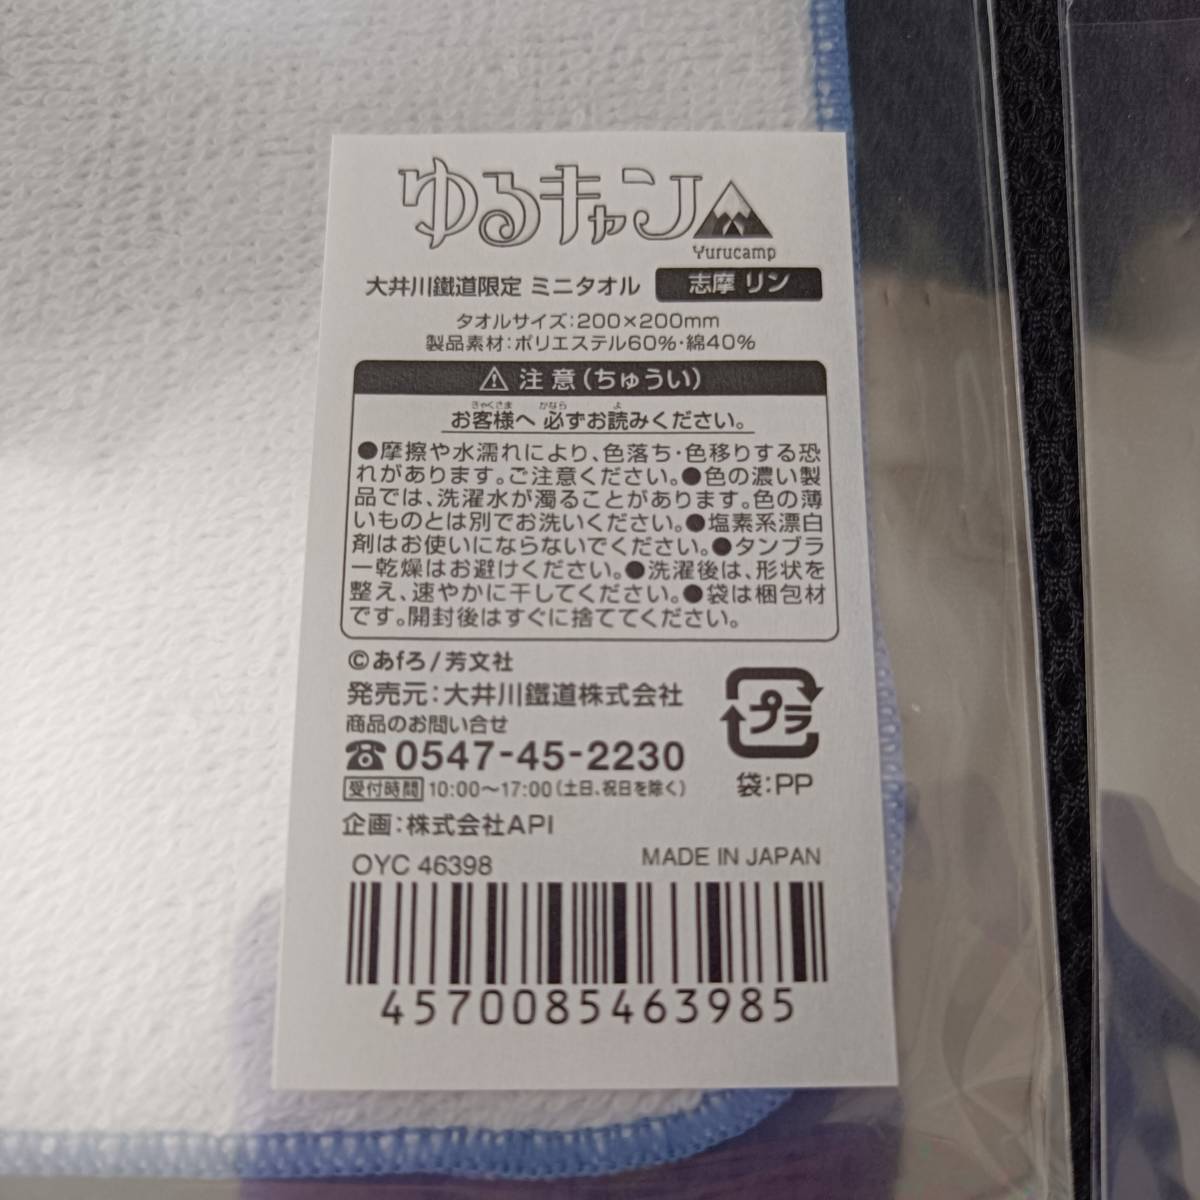 ゆるキャン
Yurucamp
大井川鐵道限定 ミニタオル 志摩 リン
タオルサイズ:200×200mm
製品素材:ポリエステル60%・綿40%
⚠ 注意(ちゅうい)
きゃくさま かなら よ
お客様へ 必ずお読みください。
●摩擦や水濡れにより、色落ち・色移りする恐
れがあります。ご注意ください。●色の濃い製
品では、洗濯水が濁ることがあります。色の薄
いものとは別でお洗いください。●塩素系漂白
剤はお使いにならないでください。●タンブラ
ー乾燥はお避けください。●洗濯後は、形状を
整え、速やかに干してください。●袋は梱包材
です。開封後はすぐに捨ててください。
©あfろ/芳文社
発売元:大井川鐵道株式会社
商品のお問い合せ
☎0547-45-2230
受付時間 10:00〜17:00(土日、祝日を除く)
企画:株式会社API
プラ
袋:PP
OYC 46398
MADE IN JAPAN
4570085463985